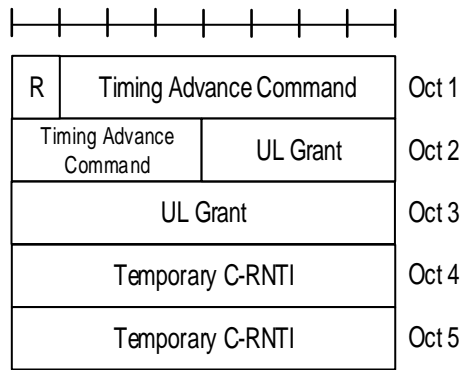 R Timing Advance Command Oct 1
Timing Advance
Command UL Grant Oct 2
UL Grant Oct 3
Temporary C-RNTI Oct 4
Temporary C-RNTI Oct 5